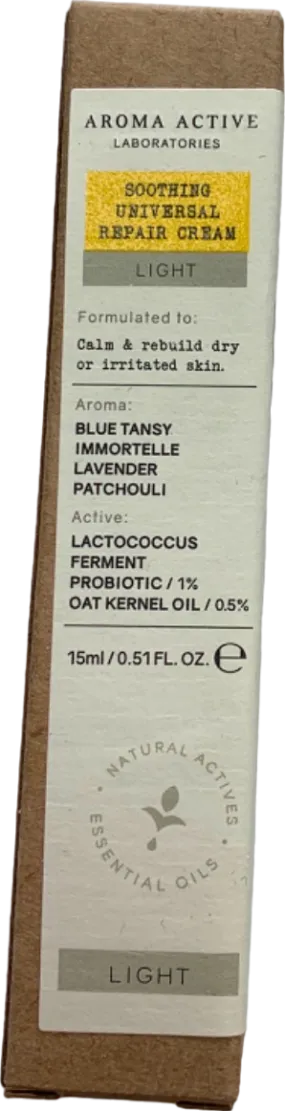 AROMA ACTIVE
LABORATORIES
SOOTHING
UNIVERSAL
REPAIR CREAM
LIGHT
Formulated to:
Calm & rebuild dry
or irritated skin.
Aroma:
BLUE TANSY
IMMORTELLE
LAVENDER
PATCHOULI
Active:
LACTOCOCCUS
FERMENT
PROBIOTIC / 1%
OAT KERNEL OIL / 0.5%
15ml / 0.51 FL. OZ. ℮
• NATURAL ACTIVES •
ESSENTIAL OILS
LIGHT